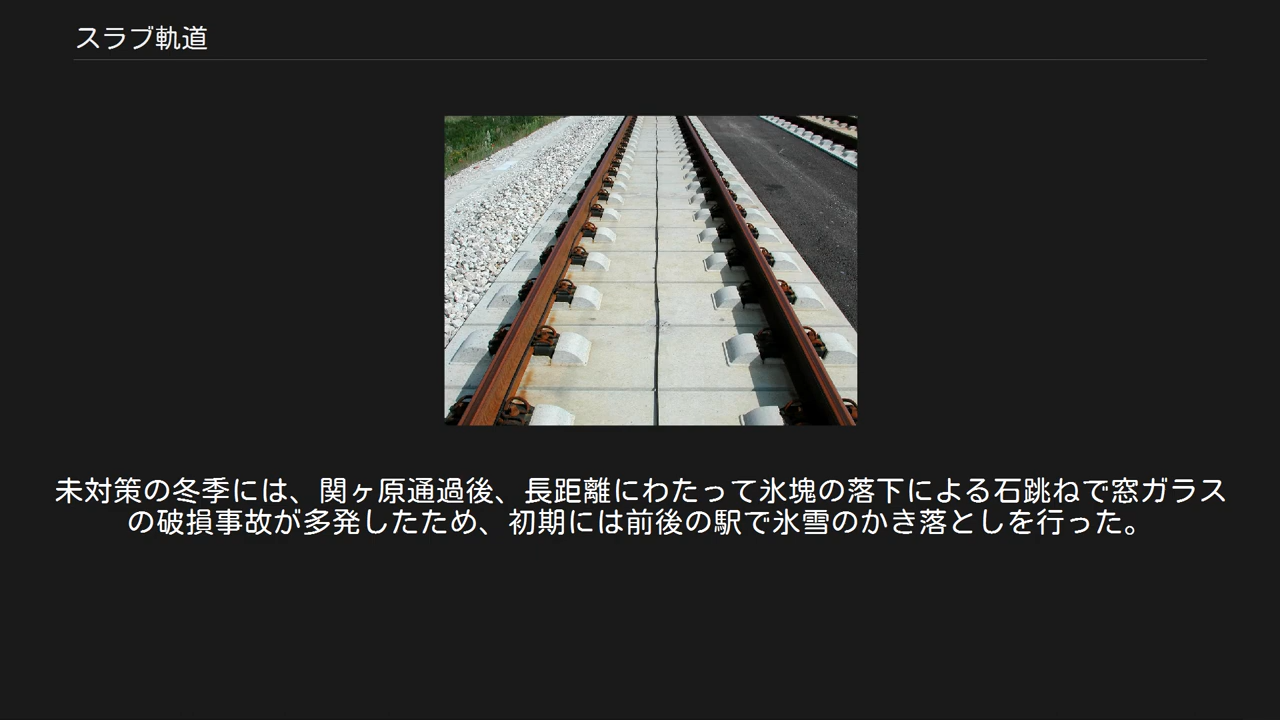 スラブ軌道
未対策の冬季には、関ヶ原通過後、長距離にわたって氷塊の落下による石跳ねで窓ガラス
の破損事故が多発したため、初期には前後の駅で氷雪のかき落としを行った。